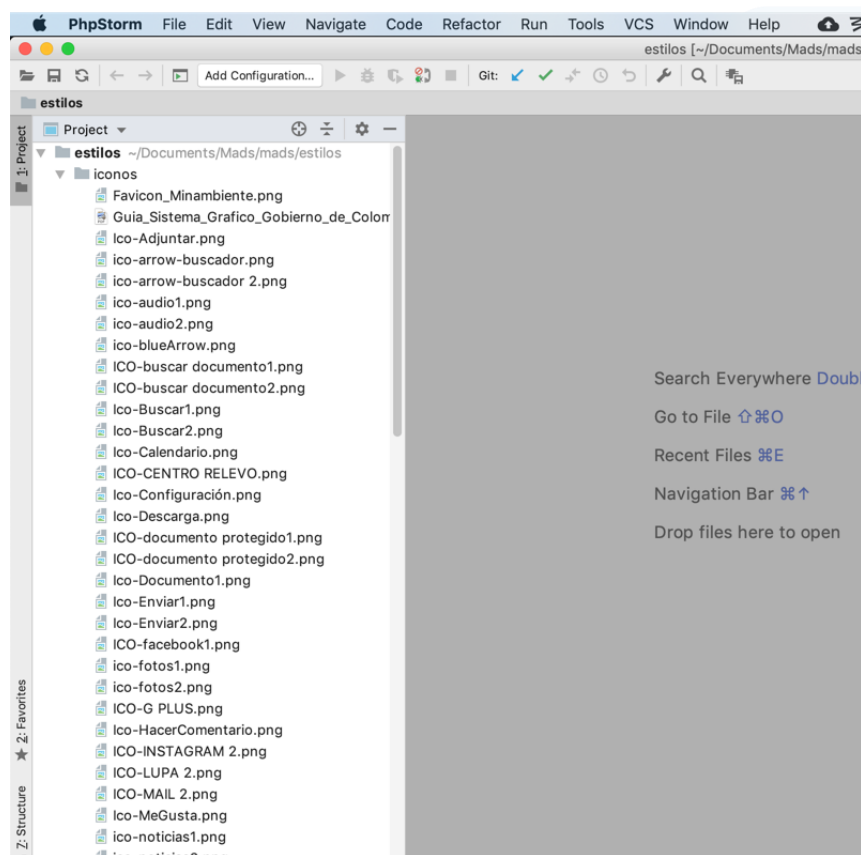 PhpStorm File Edit View Navigate Code Refactor Run Tools VCS Window Help
estilos [~/Documents/Mads/mads
Add Configuration... Git:
estilos
Project
1: Project
estilos ~/Documents/Mads/mads/estilos
iconos
Favicon_Minambiente.png
Guia_Sistema_Grafico_Gobierno_de_Colom
Ico-Adjuntar.png
ico-arrow-buscador.png
ico-arrow-buscador 2.png
ico-audio1.png
ico-audio2.png
ico-blueArrow.png
ICO-buscar documento1.png
ICO-buscar documento2.png
Ico-Buscar1.png
Ico-Buscar2.png
Ico-Calendario.png
ICO-CENTRO RELEVO.png
Ico-Configuración.png
Ico-Descarga.png
ICO-documento protegido1.png
ICO-documento protegido2.png
Ico-Documento1.png
Ico-Enviar1.png
Ico-Enviar2.png
ICO-facebook1.png
ico-fotos1.png
ico-fotos2.png
ICO-G PLUS.png
Ico-HacerComentario.png
ICO-INSTAGRAM 2.png
ICO-LUPA 2.png
ICO-MAIL 2.png
Ico-MeGusta.png
ico-noticias1.png
2: Favorites
Z: Structure
Search Everywhere Doubl
Go to File ⇧⌘O
Recent Files ⌘E
Navigation Bar ⌘↑
Drop files here to open